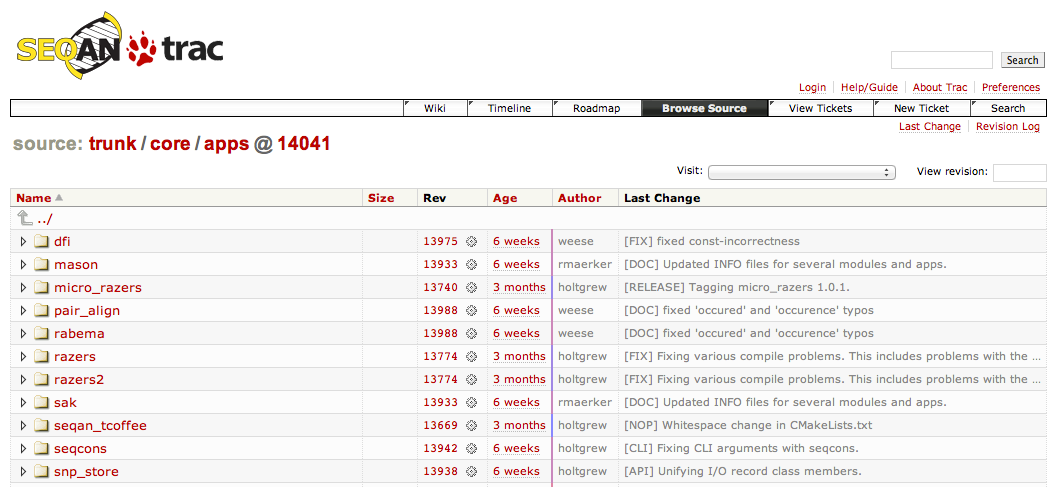 SEQAN trac
Search
Login Help/Guide About Trac Preferences
Wiki Timeline Roadmap Browse Source View Tickets New Ticket Search
Last Change Revision Log
source: trunk / core / apps @ 14041
Visit: View revision:
Name Size Rev Age Author Last Change
../
dfi 13975 6 weeks weese [FIX] fixed const-incorrectness
mason 13933 6 weeks rmaerker [DOC] Updated INFO files for several modules and apps.
micro_razers 13740 3 months holtgrew [RELEASE] Tagging micro_razers 1.0.1.
pair_align 13988 6 weeks weese [DOC] fixed 'occured' and 'occurence' typos
rabema 13988 6 weeks weese [DOC] fixed 'occured' and 'occurence' typos
razers 13774 3 months holtgrew [FIX] Fixing various compile problems. This includes problems with the ...
razers2 13774 3 months holtgrew [FIX] Fixing various compile problems. This includes problems with the ...
sak 13933 6 weeks rmaerker [DOC] Updated INFO files for several modules and apps.
seqan_tcoffee 13669 3 months holtgrew [NOP] Whitespace change in CMakeLists.txt
seqcons 13942 6 weeks holtgrew [CLI] Fixing CLI arguments with seqcons.
snp_store 13938 6 weeks holtgrew [API] Unifying I/O record class members.